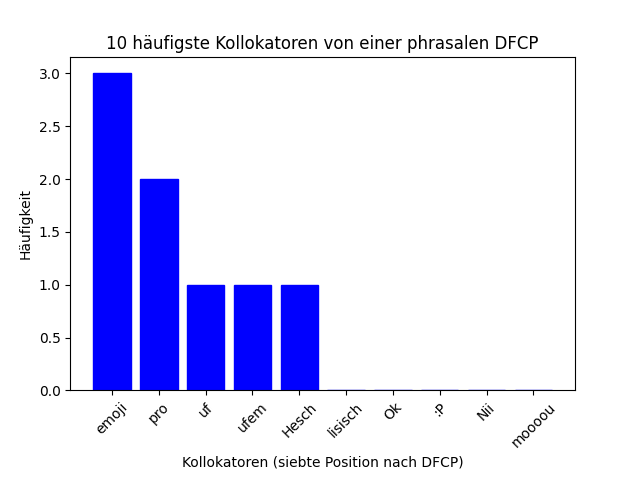 10 häufigste Kollokatoren von einer phrasalen DFCP
3.0
2.5
2.0
1.5
1.0
0.5
0.0
Häufigkeit
emoji
pro
uf
ufem
Hesch
lisisch
Ok
:P
Nii
moooou
Kollokatoren (siebte Position nach DFCP)